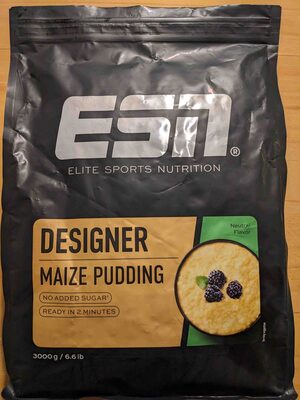 ESN®
ELITE SPORTS NUTRITION
Neutral
Flavor
DESIGNER
MAIZE PUDDING
NO ADDED SUGAR¹
READY IN 2 MINUTES
3000 g / 6.6 lb